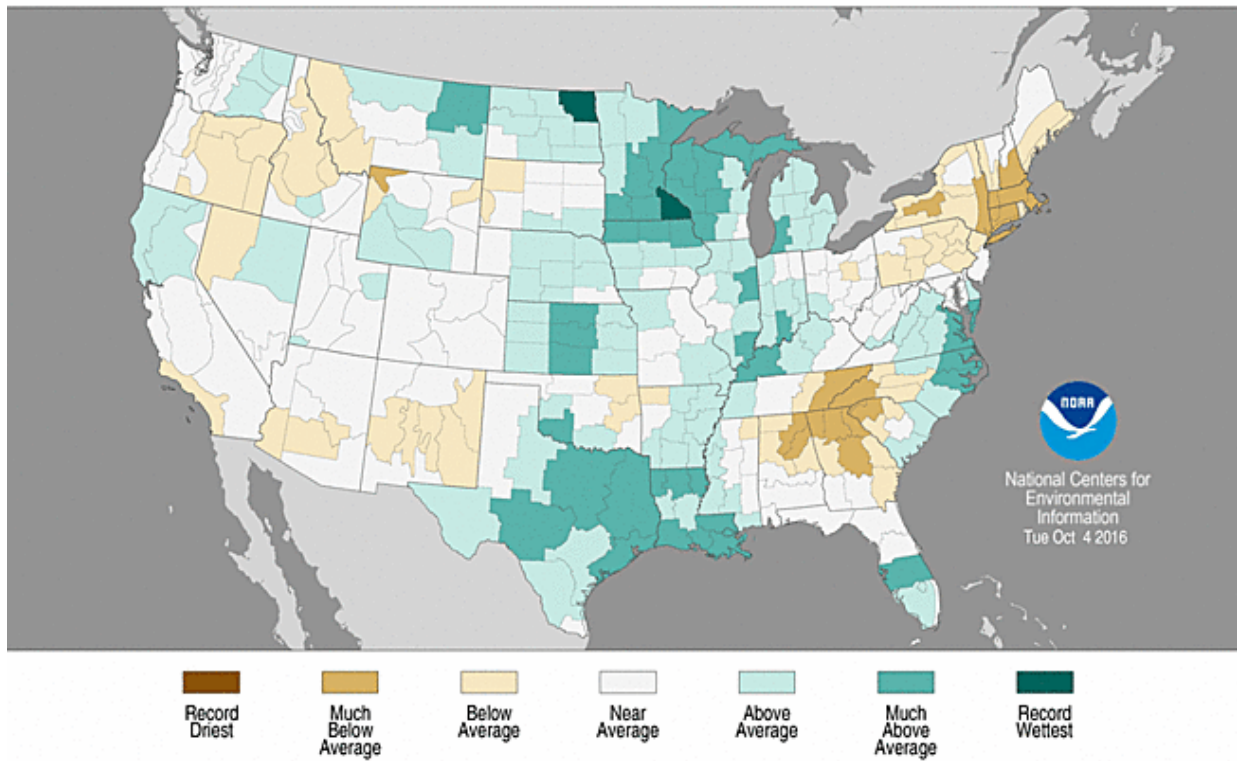 NOAA
National Centers for
Environmental
Information
Tue Oct 4 2016
Record
Driest
Much
Below
Average
Below
Average
Near
Average
Above
Average
Much
Above
Average
Record
Wettest